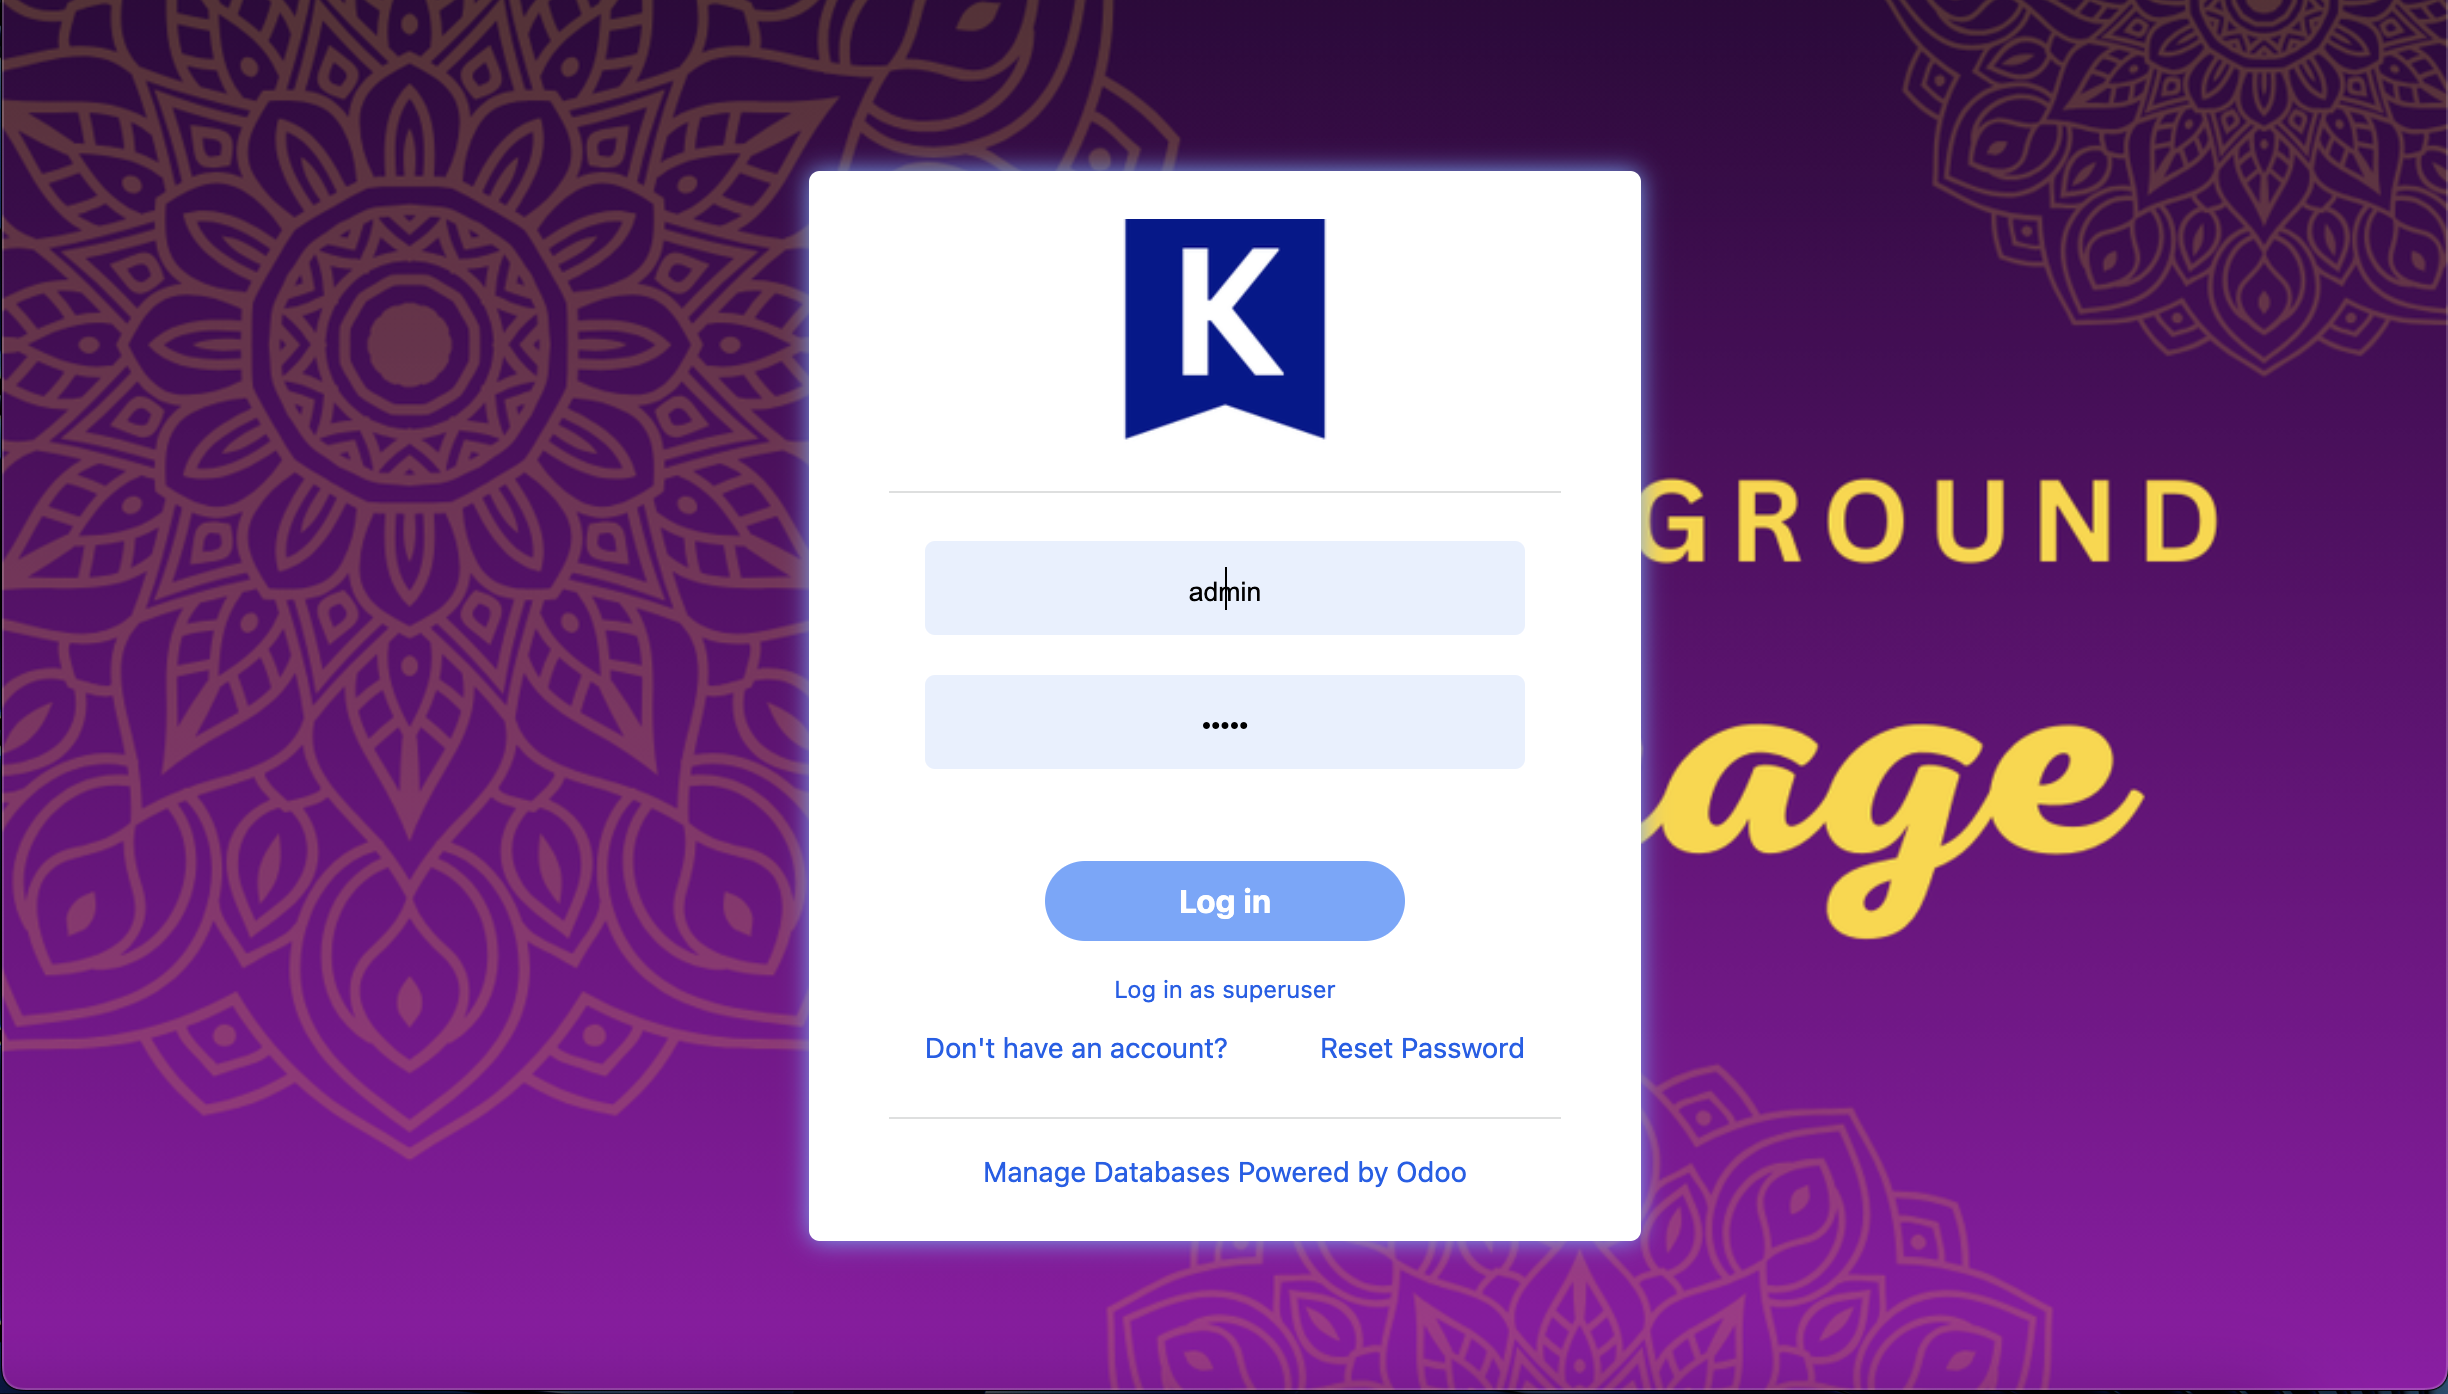 K
GROUND
admin
•••••
age
Log in
Log in as superuser
Don't have an account? Reset Password
Manage Databases Powered by Odoo